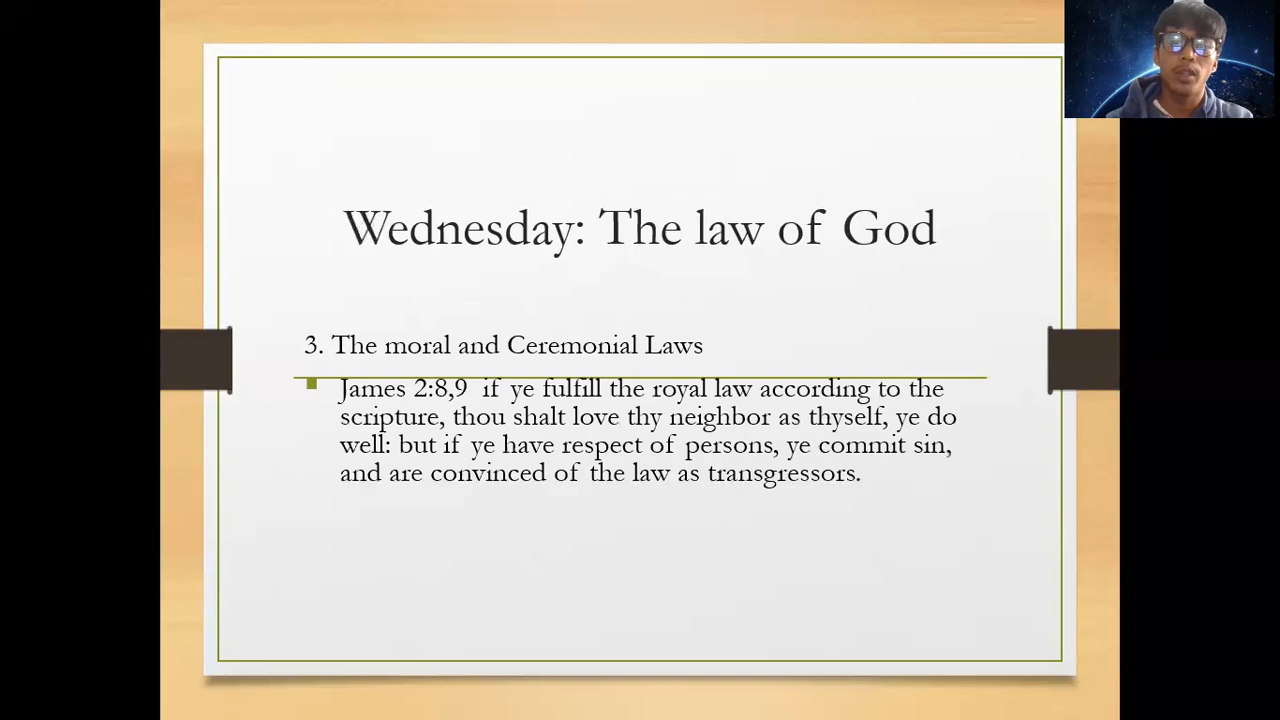 Wednesday: The law of God
3. The moral and Ceremonial Laws
James 2:8,9 if ye fulfill the royal law according to the
scripture, thou shalt love thy neighbor as thyself, ye do
well: but if ye have respect of persons, ye commit sin,
and are convinced of the law as transgressors.